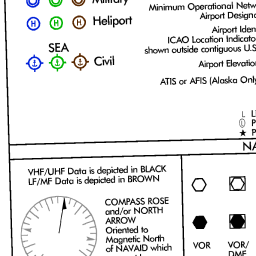 Military
Minimum Operational Netw
Airport Designa
H H H Heliport
Airport Iden
ICAO Location Indicato
shown outside contiguous U.S
SEA
Civil
Airport Elevation
ATIS or AFIS (Alaska Only
L
NA
VHF/UHF Data is depicted in BLACK
LF/MF Data is depicted in BROWN
COMPASS ROSE
and/or NORTH
ARROW
Oriented to
Magnetic North
of NAVAID which
VOR
VOR/
DME